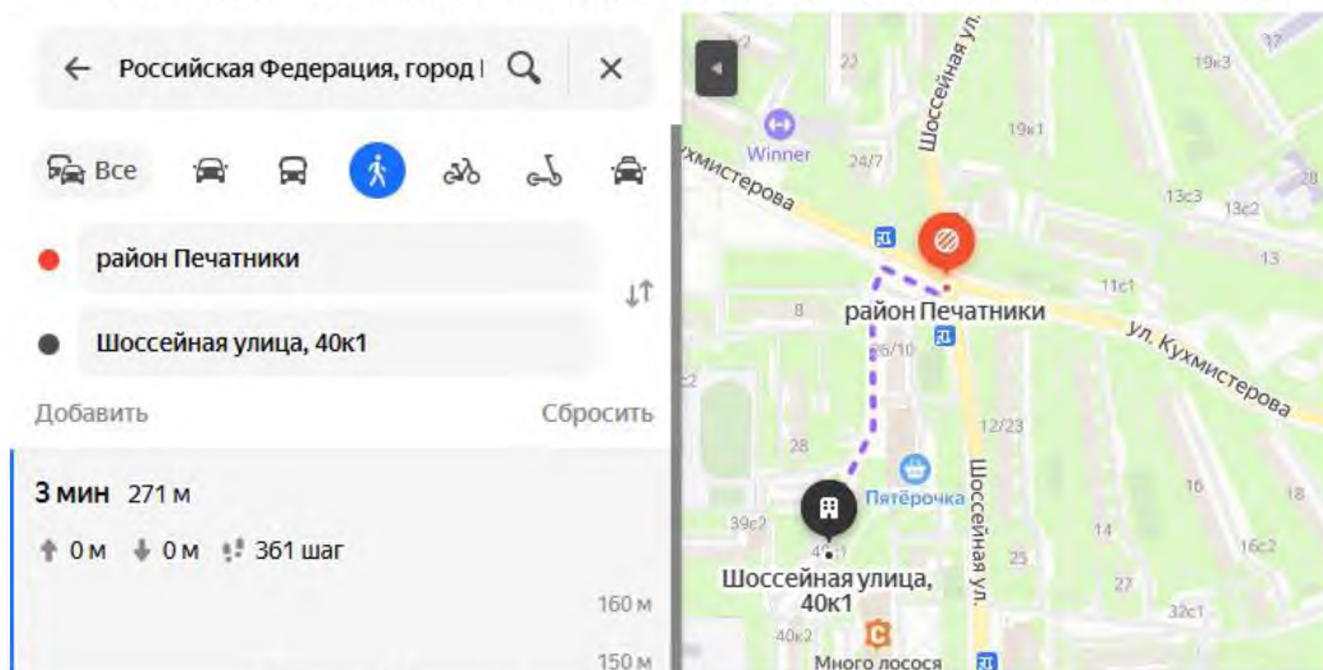 Российская Федерация, город
Все
район Печатники
Шоссейная улица, 40к1
Добавить
Сбросить
3 мин 271 м
0 м 0 м 361 шаг
160 м
150 м
Шоссейная ул.
22
19к3
37
19к1
Winner
24/7
28
13с3
13с2
13
11с1
район Печатники
8
26/10
ул. Кухмистерова
12/23
28
Пятёрочка
Шоссейная ул.
16
18
39с2
14
16с2
25
Шоссейная улица,
40к1
27
32с1
40к2
Много лосося